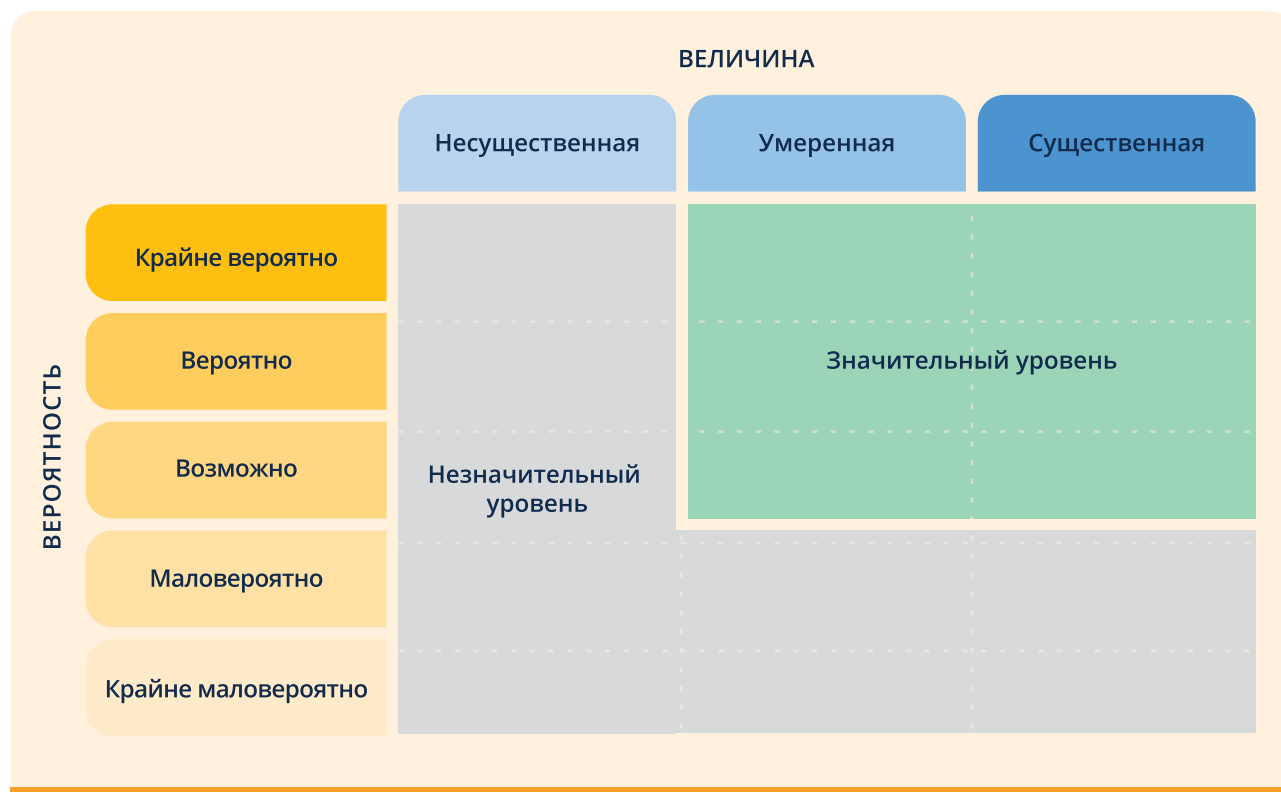 ВЕЛИЧИНА
Несущественная
Умеренная
Существенная
ВЕРОЯТНОСТЬ
Крайне вероятно
Вероятно
Значительный уровень
Возможно
Незначительный
уровень
Маловероятно
Крайне маловероятно